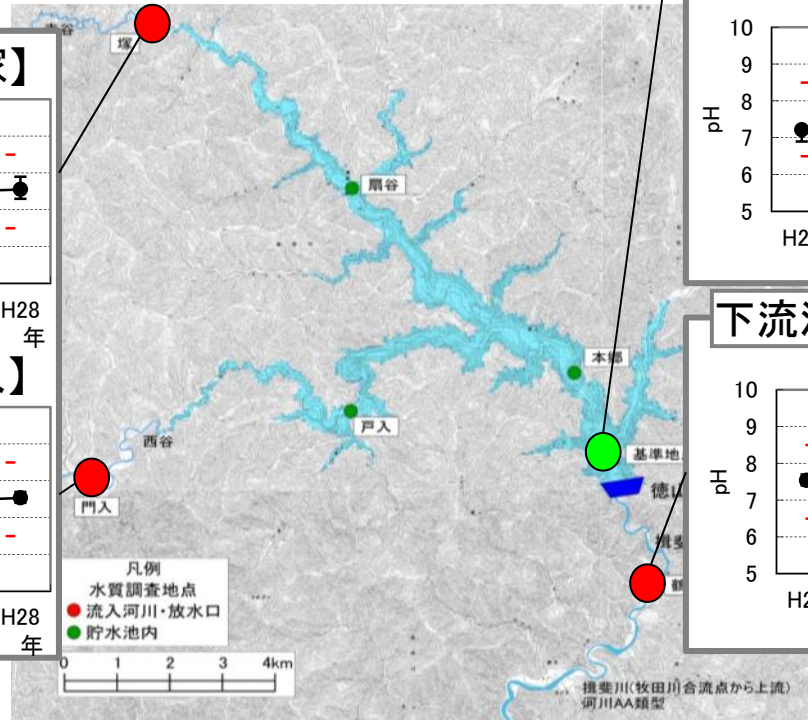 塚
家】
H28
年
人】
H28
年
扇谷
本郷
戸入
西谷
門入
基準地
徳山
揖斐
凡例
水質調査地点
流入河川・放水口
貯水池内
0 1 2 3 4km
揖斐川(牧田川合流点から上流)
河川AA類型
10
9
8
pH
7
6
5
H2
下流
10
9
8
pH
7
6
5
H2